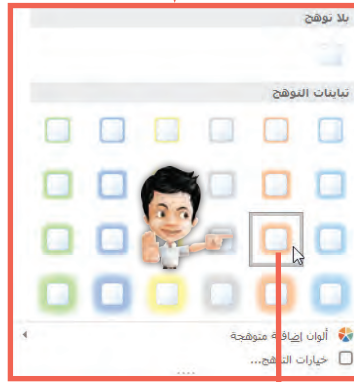 بلا توهج
تباينات التوهج
ألوان إضافية متوهجة
خيارات التوهج...